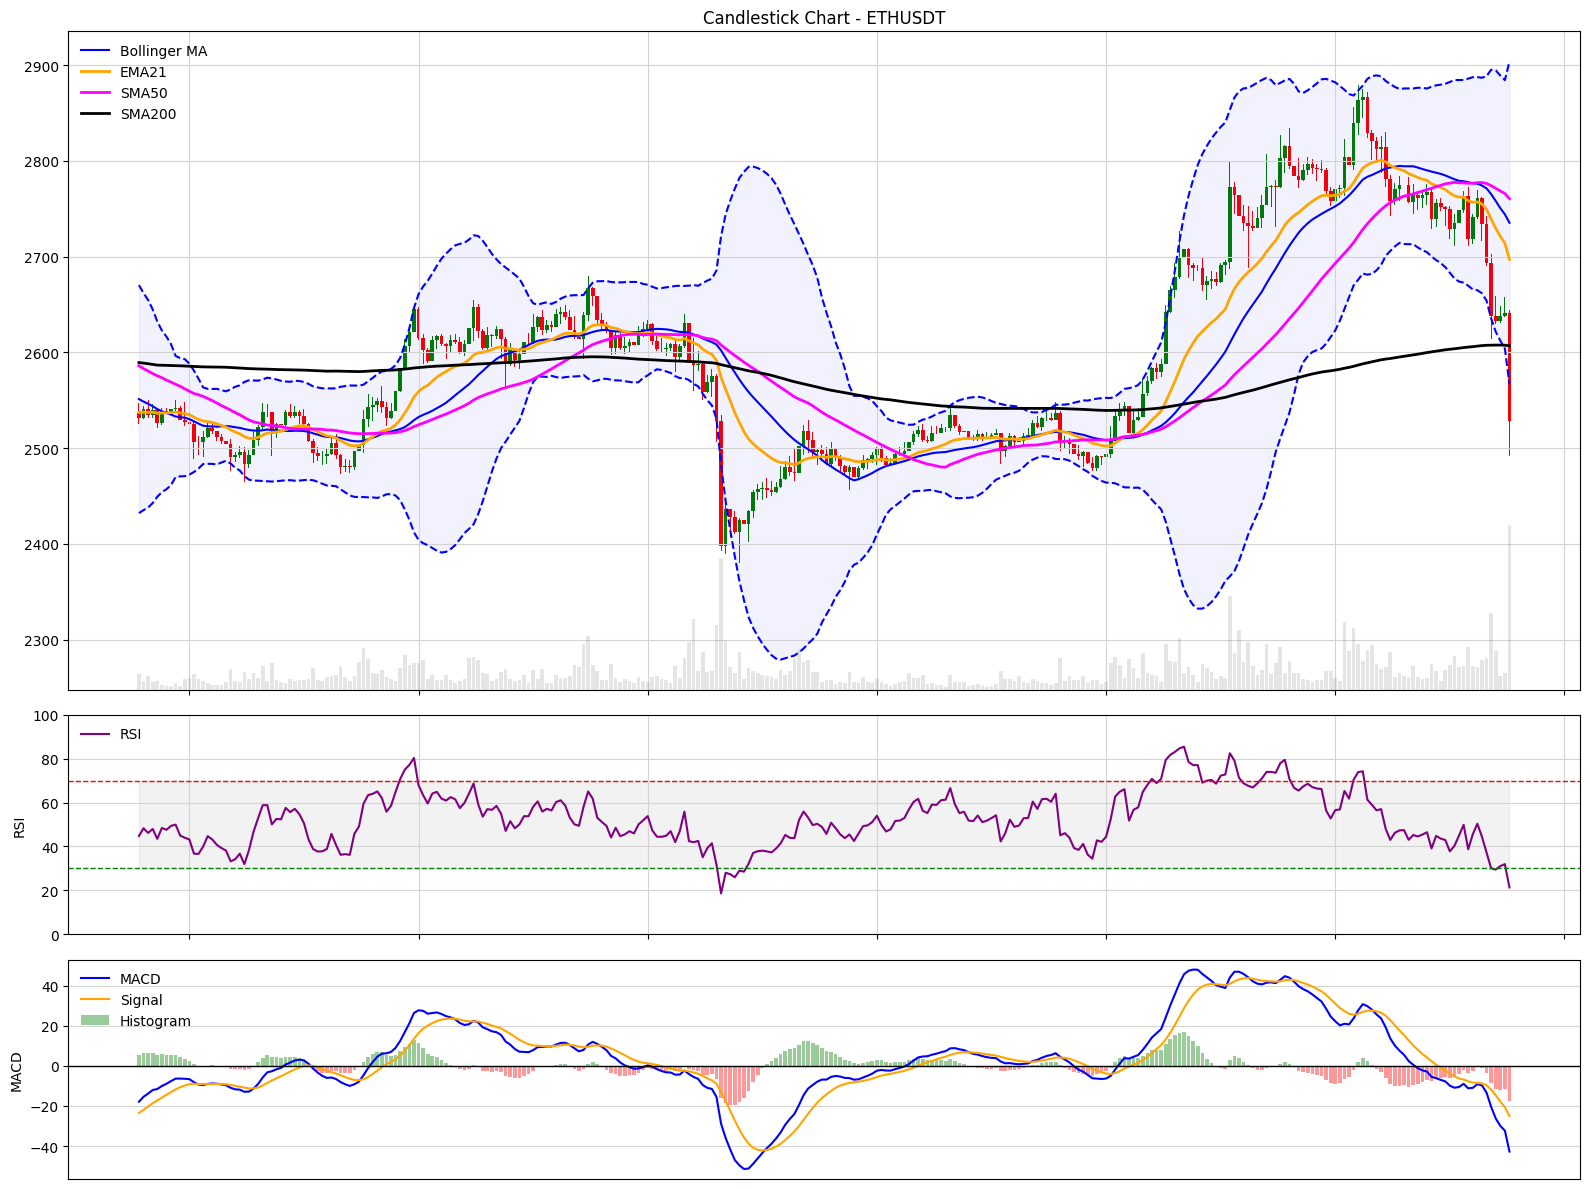 Candlestick Chart - ETHUSDT
Bollinger MA
EMA21
SMA50
SMA200
2900
2800
2700
2600
2500
2400
2300
RSI
RSI
100
80
60
40
20
0
MACD
Signal
Histogram
MACD
40
20
0
−20
−40